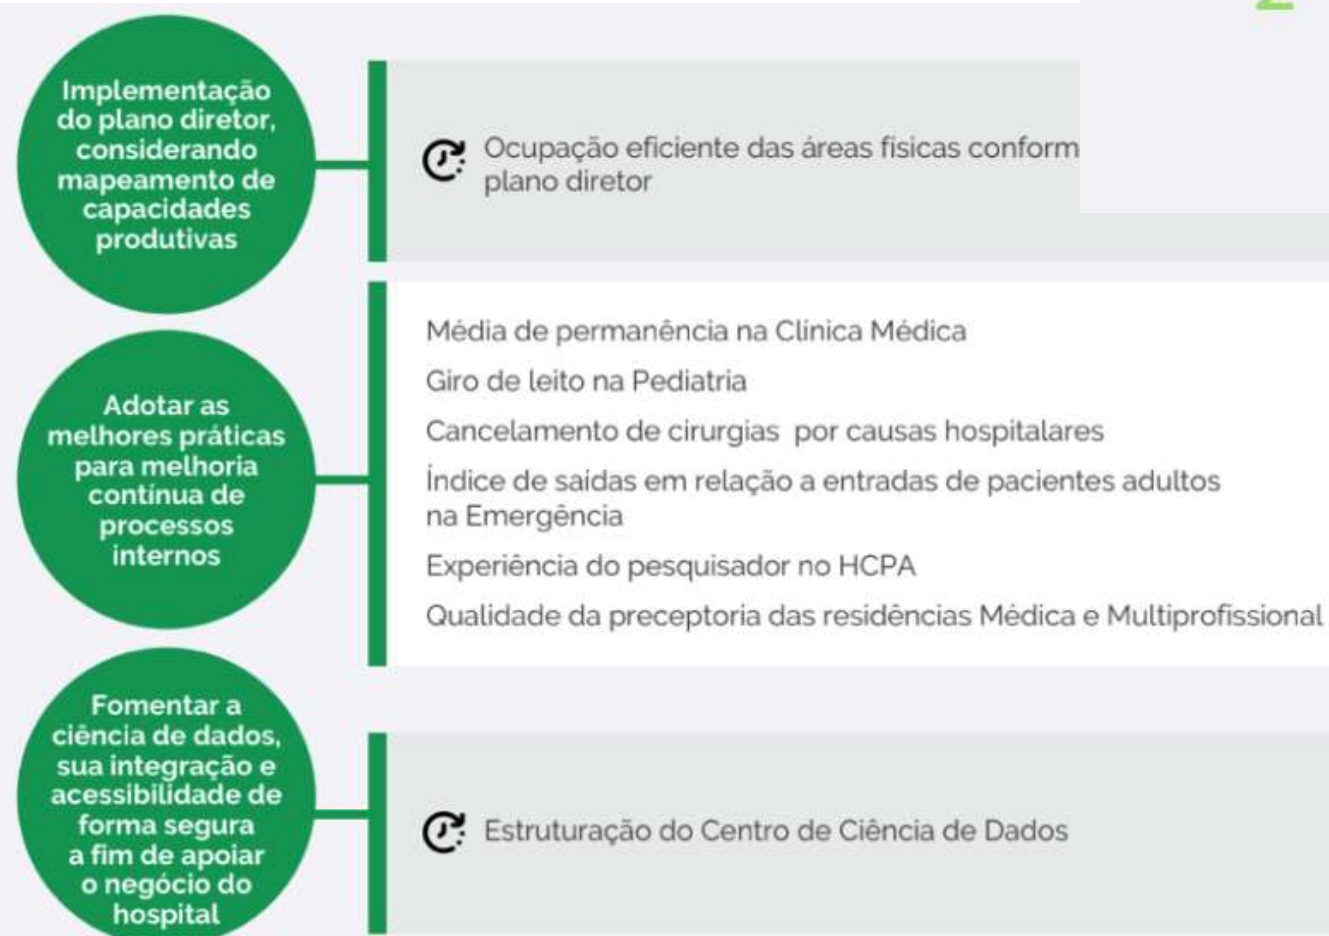 Implementação
do plano diretor,
considerando
mapeamento de
capacidades
produtivas
Ocupação eficiente das áreas físicas conform
plano diretor
Adotar as
melhores práticas
para melhoria
contínua de
processos
internos
Média de permanência na Clínica Médica
Giro de leito na Pediatria
Cancelamento de cirurgias por causas hospitalares
Índice de saídas em relação a entradas de pacientes adultos
na Emergência
Experiência do pesquisador no HCPA
Qualidade da preceptoria das residências Médica e Multiprofissional
Fomentar a
ciência de dados,
sua integração e
acessibilidade de
forma segura
a fim de apoiar
o negócio do
hospital
Estruturação do Centro de Ciência de Dados